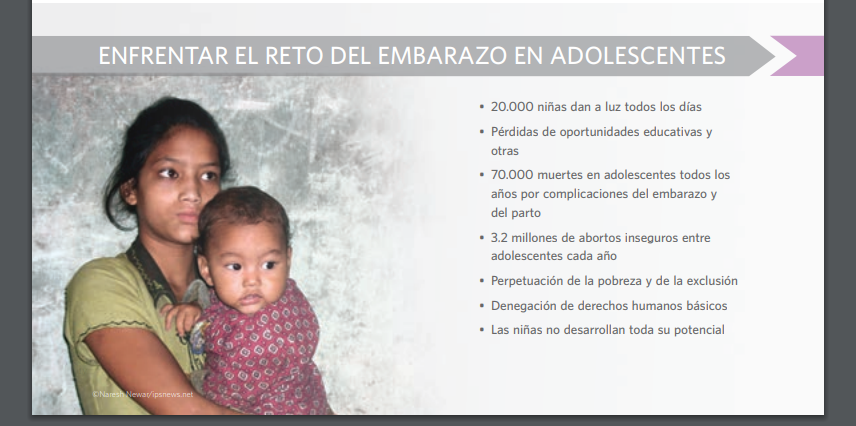 ENFRENTAR EL RETO DEL EMBARAZO EN ADOLESCENTES
▪ 20.000 niñas dan a luz todos los días
▪ Pérdidas de oportunidades educativas y
otras
▪ 70.000 muertes en adolescentes todos los
años por complicaciones del embarazo y
del parto
▪ 3.2 millones de abortos inseguros entre
adolescentes cada año
▪ Perpetuación de la pobreza y de la exclusión
▪ Denegación de derechos humanos básicos
▪ Las niñas no desarrollan toda su potencial
©Naresh Newar/ipsnews.net